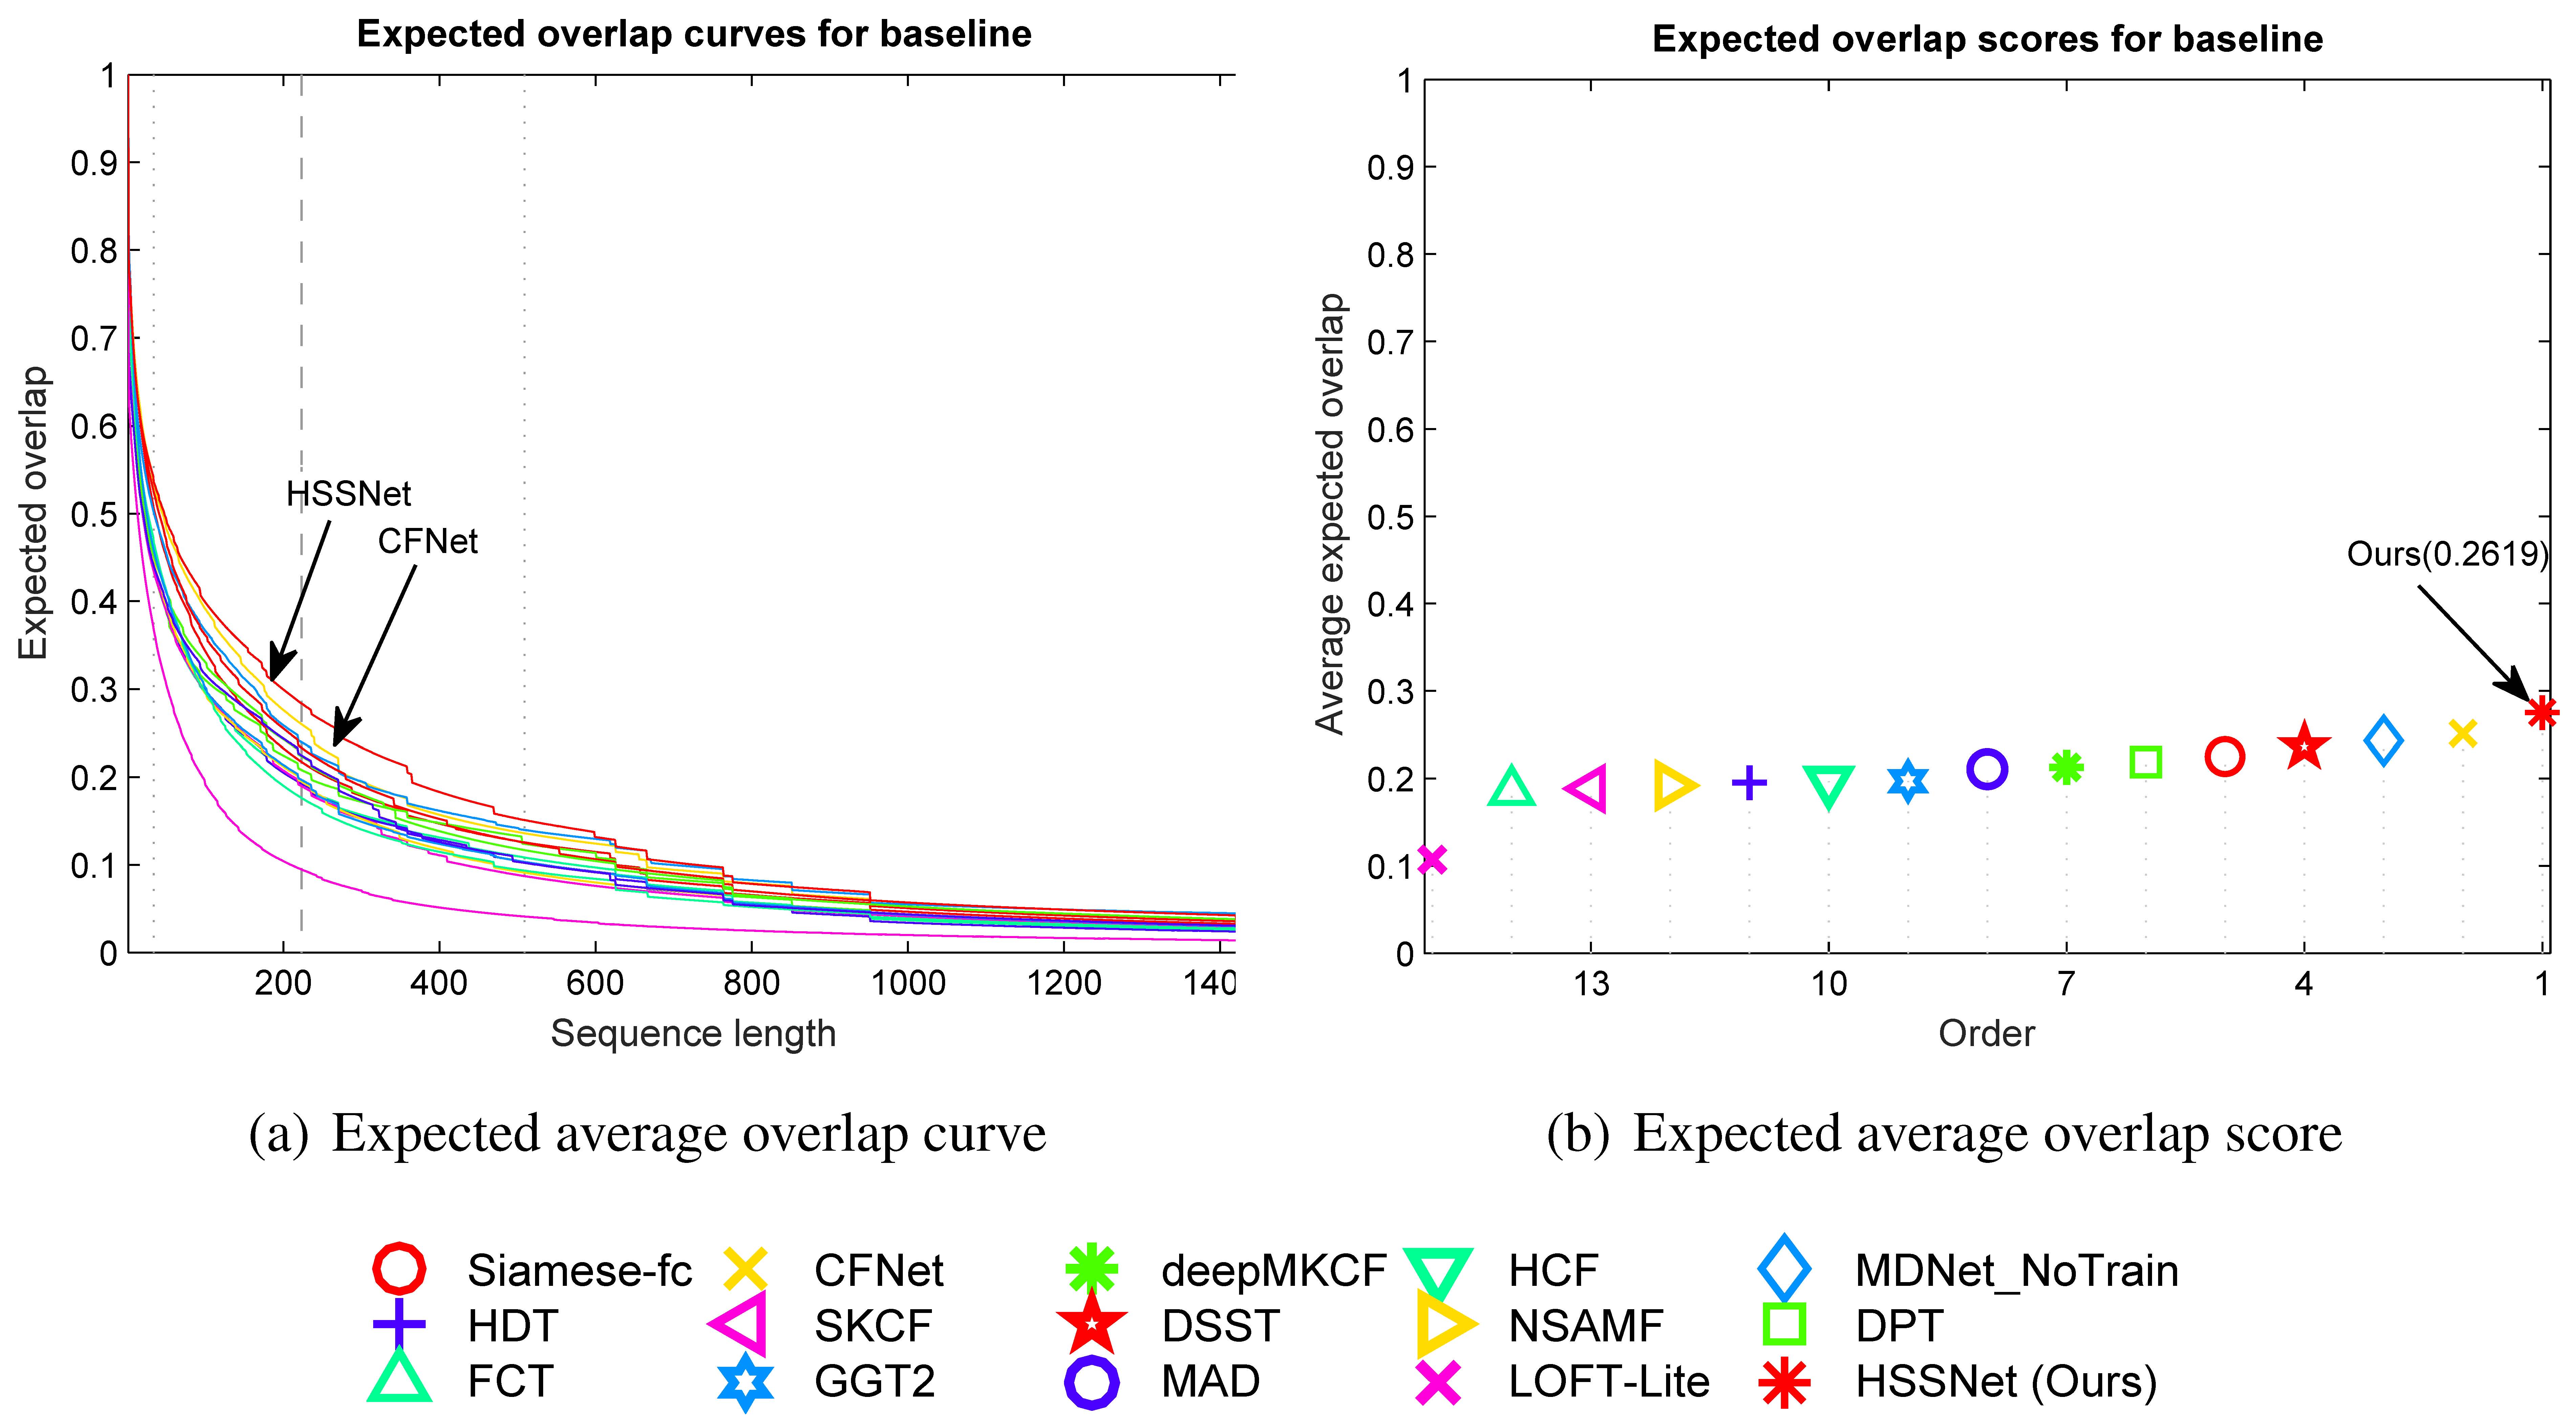 Expected overlap curves for baseline
Expected overlap
1
0.9
0.8
0.7
0.6
0.5
0.4
0.3
0.2
0.1
0
HSSNet
CFNet
200 400 600 800 1000 1200 140
Sequence length
(a) Expected average overlap curve
Expected overlap scores for baseline
Average expected overlap
1
0.9
0.8
0.7
0.6
0.5
0.4
0.3
0.2
0.1
0
Ours(0.2619)
13 10 7 4 1
Order
(b) Expected average overlap score
Siamese-fc CFNet deepMKCF HCF MDNet_NoTrain
HDT SKCF DSST NSAMF DPT
FCT GGT2 MAD LOFT-Lite HSSNet (Ours)